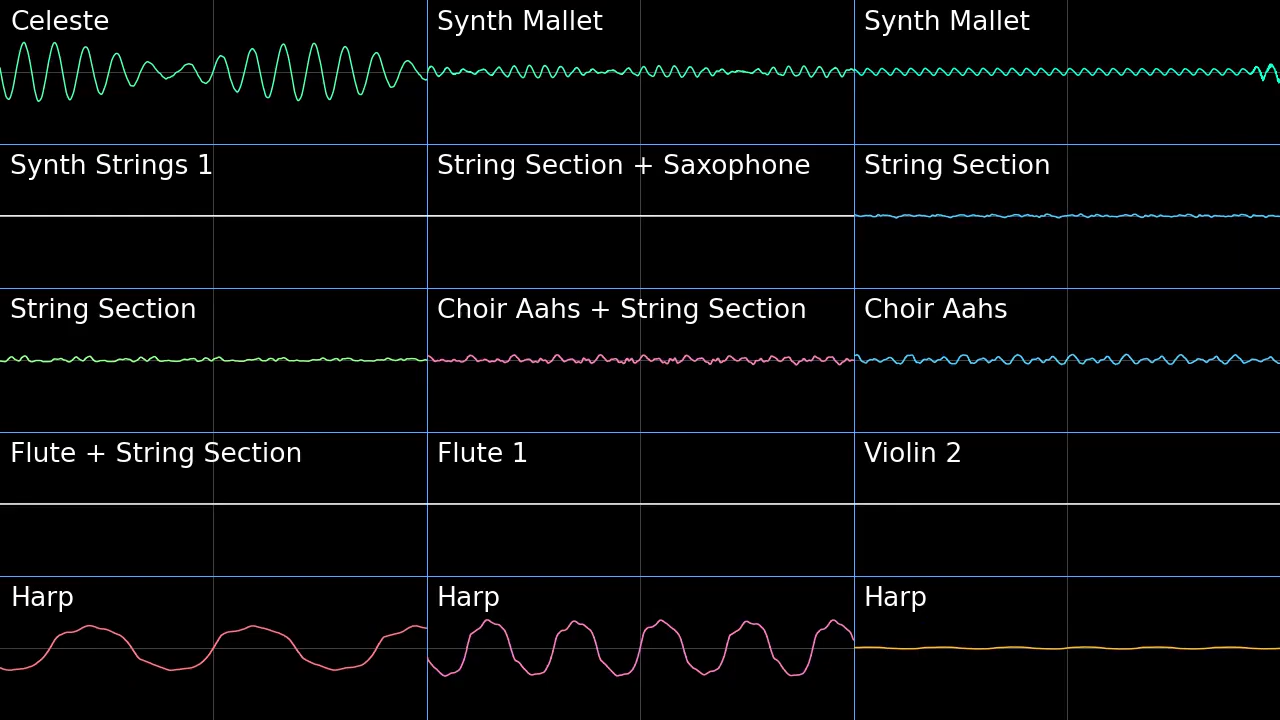 Celeste
Synth Mallet
Synth Mallet
Synth Strings 1
String Section + Saxophone
String Section
String Section
Choir Aahs + String Section
Choir Aahs
Flute + String Section
Flute 1
Violin 2
Harp
Harp
Harp